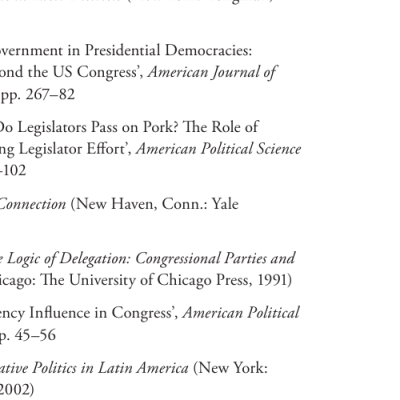 vernment in Presidential Democracies:
ond the US Congress’, American Journal of
pp. 267–82
Do Legislators Pass on Pork? The Role of
ng Legislator Effort’, American Political Science
–102
Connection (New Haven, Conn.: Yale
e Logic of Delegation: Congressional Parties and
icago: The University of Chicago Press, 1991)
ency Influence in Congress’, American Political
p. 45–56
ative Politics in Latin America (New York:
2002)